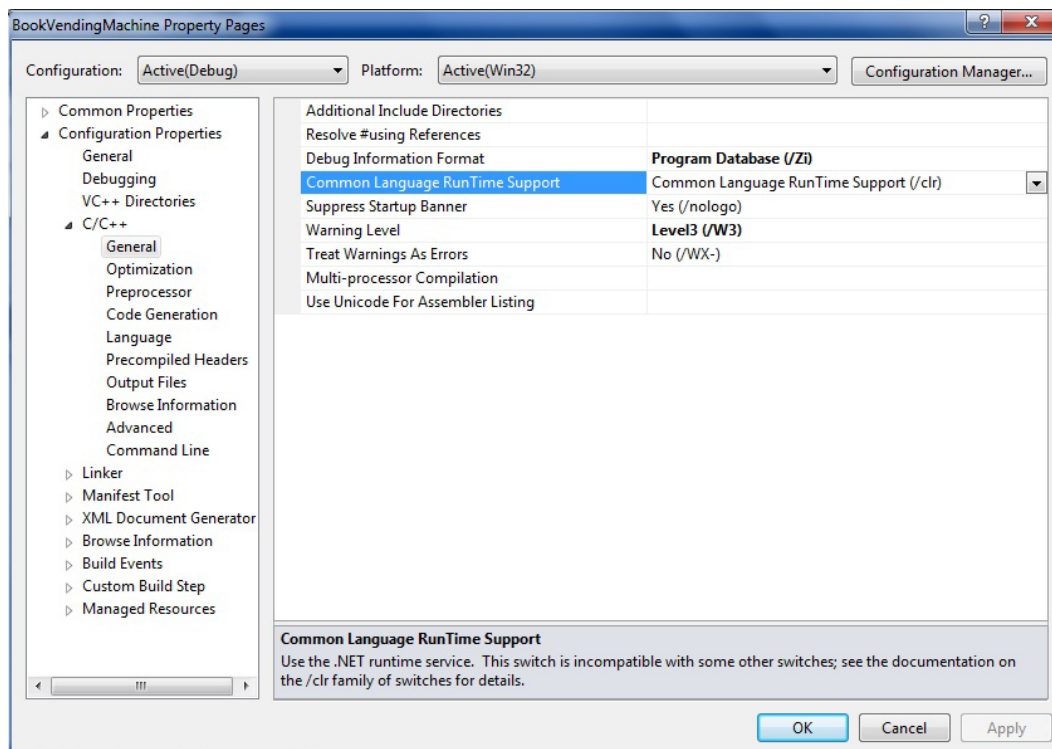 BookVendingMachine Property Pages
Configuration: Active(Debug) Platform: Active(Win32) Configuration Manager...
Common Properties
Configuration Properties
General
Debugging
VC++ Directories
C/C++
General
Optimization
Preprocessor
Code Generation
Language
Precompiled Headers
Output Files
Browse Information
Advanced
Command Line
Linker
Manifest Tool
XML Document Generator
Browse Information
Build Events
Custom Build Step
Managed Resources
Additional Include Directories
Resolve #using References
Debug Information Format Program Database (/Zi)
Common Language RunTime Support Common Language RunTime Support (/clr)
Suppress Startup Banner Yes (/nologo)
Warning Level Level3 (/W3)
Treat Warnings As Errors No (/WX-)
Multi-processor Compilation
Use Unicode For Assembler Listing
Common Language RunTime Support
Use the .NET runtime service. This switch is incompatible with some other switches; see the documentation on
the /clr family of switches for details.
OK Cancel Apply